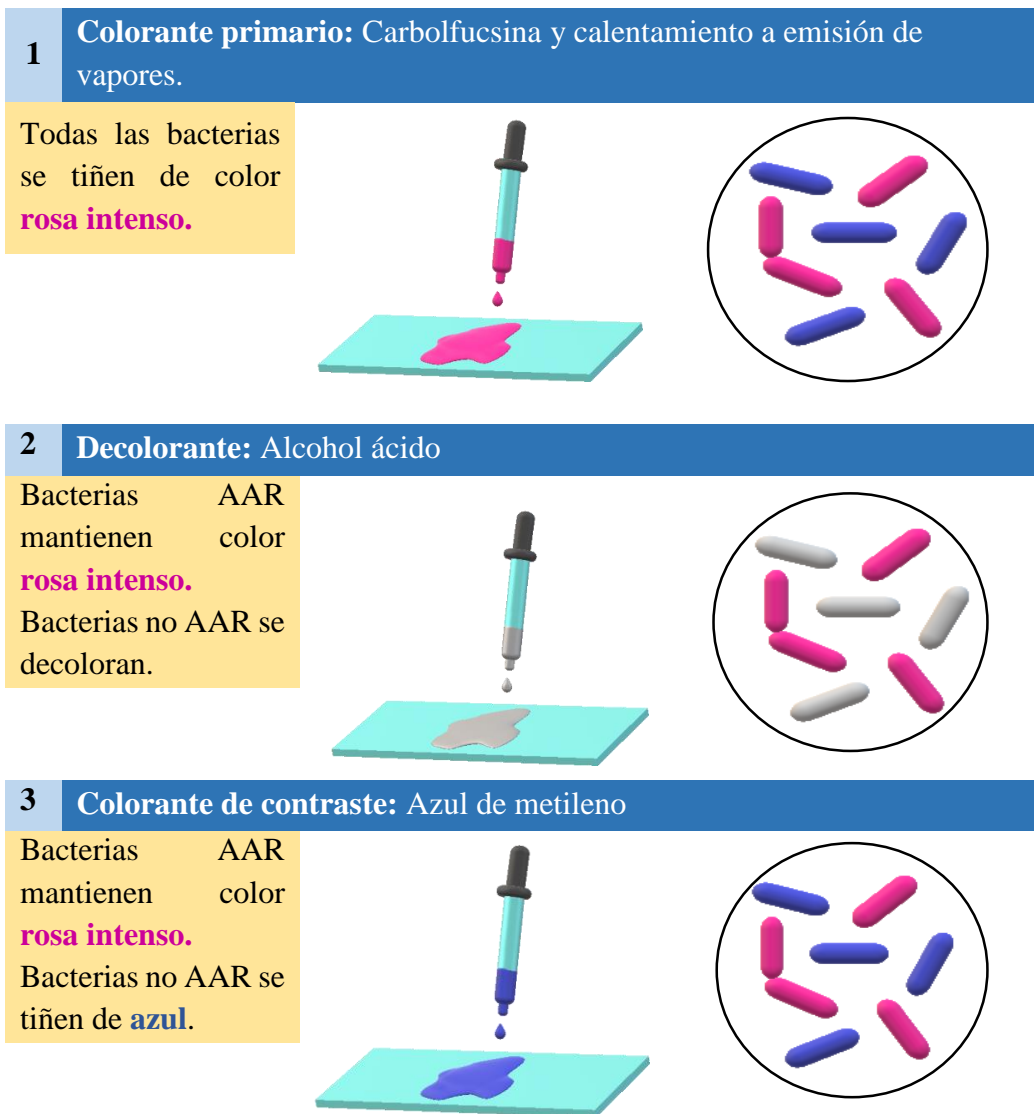 1
Colorante primario: Carbolfucsina y calentamiento a emisión de
vapores.
Todas las bacterias
se tiñen de color
rosa intenso.
2
Decolorante: Alcohol ácido
Bacterias AAR
mantienen color
rosa intenso.
Bacterias no AAR se
decoloran.
3
Colorante de contraste: Azul de metileno
Bacterias AAR
mantienen color
rosa intenso.
Bacterias no AAR se
tiñen de azul.